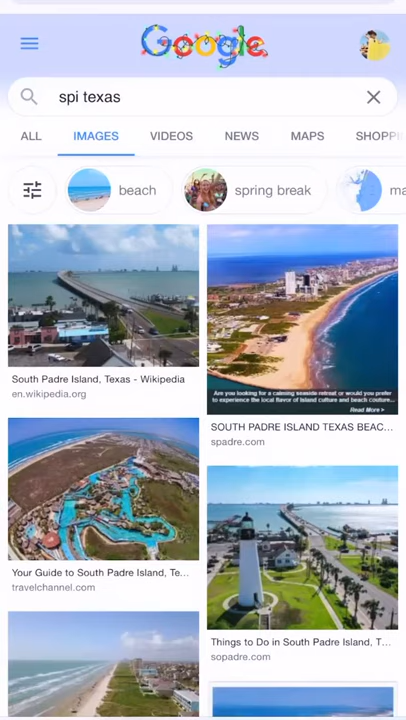 Google
spi texas
ALL IMAGES VIDEOS NEWS MAPS SHOPPI
beach spring break ma
South Padre Island, Texas - Wikipedia
en.wikipedia.org
Are you looking for a calming seaside retreat or would you prefer
to experience the local flavor of island culture and beach couture...
Read More >
SOUTH PADRE ISLAND TEXAS BEAC...
spadre.com
Your Guide to South Padre Island, Te...
travelchannel.com
Things to Do in South Padre Island, T...
sopadre.com